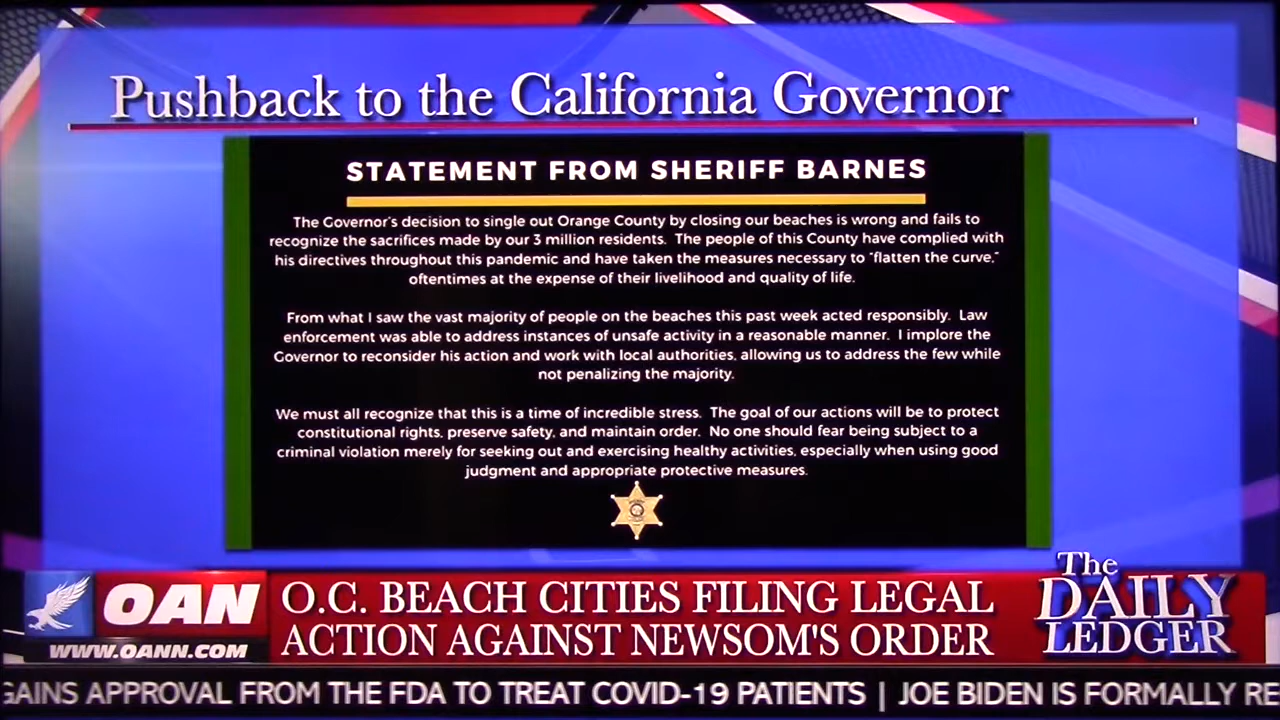 Pushback to the California Governor
STATEMENT FROM SHERIFF BARNES
The Governor's decision to single out Orange County by closing our beaches is wrong and fails to
recognize the sacrifices made by our 3 million residents. The people of this County have complied with
his directives throughout this pandemic and have taken the measures necessary to "flatten the curve,"
oftentimes at the expense of their livelihood and quality of life.
From what I saw the vast majority of people on the beaches this past week acted responsibly. Law
enforcement was able to address instances of unsafe activity in a reasonable manner. I implore the
Governor to reconsider his action and work with local authorities, allowing us to address the few while
not penalizing the majority.
We must all recognize that this is a time of incredible stress. The goal of our actions will be to protect
constitutional rights, preserve safety, and maintain order. No one should fear being subject to a
criminal violation merely for seeking out and exercising healthy activities, especially when using good
judgment and appropriate protective measures.
OAN
WWW.OANN.COM
O.C. BEACH CITIES FILING LEGAL
ACTION AGAINST NEWSOM'S ORDER
The
DAILY
LEDGER
GAINS APPROVAL FROM THE FDA TO TREAT COVID-19 PATIENTS | JOE BIDEN IS FORMALLY RE